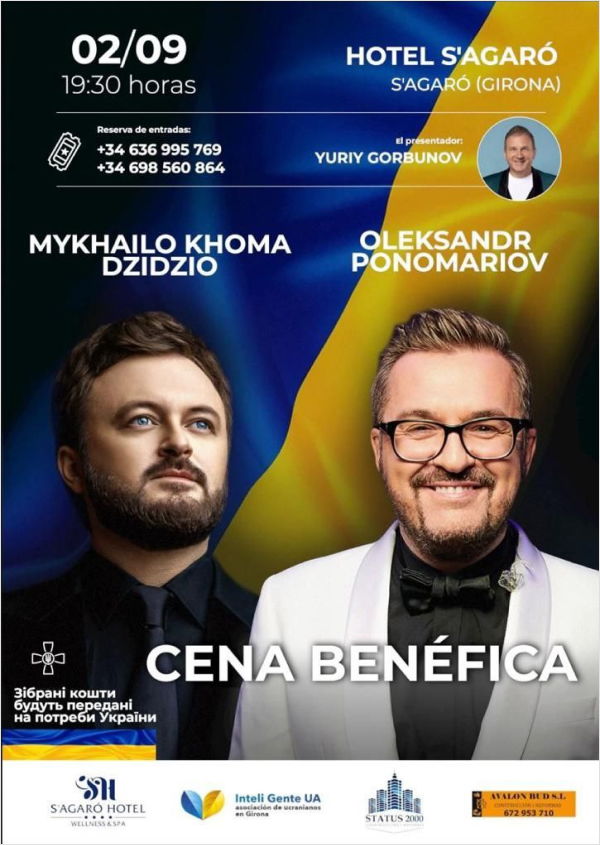 02/09
19:30 horas
HOTEL S'AGARÓ
S'AGARÓ (GIRONA)
Reserva de entradas:
+34 636 995 769
+34 698 560 864
El presentador:
YURIY GORBUNOV
MYKHAILO KHOMA
DZIDZIO
OLEKSANDR
PONOMARIOV
CENA BENÉFICA
Зібрані кошти
будуть передані
на потреби України
S'AGARÓ HOTEL
WELLNESS & SPA
Inteli Gente UA
asociación de ucranianos
en Girona
STATUS 2000
AVALON BUD S.L
CONSTRUCCIÓN Y REFORMAS
672 953 710